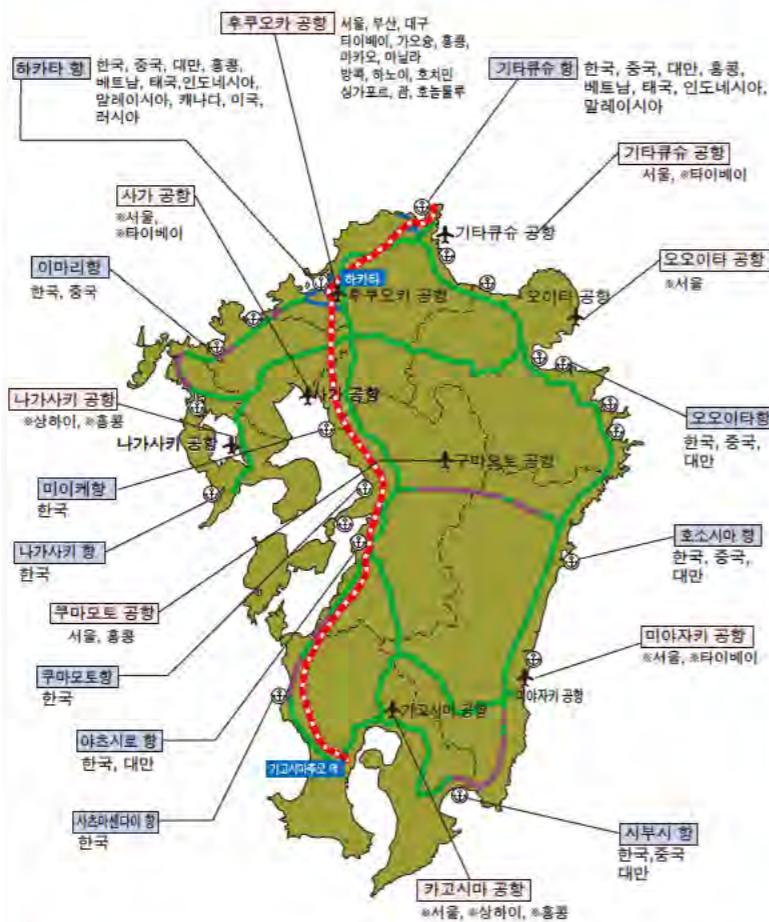 후쿠오카 공항
서울, 부산, 대구
타이베이, 가오슝, 홍콩,
마카오, 마닐라
방콕, 하노이, 호치민
싱가포르, 괌, 호놀룰루
하카타 항
한국, 중국, 대만, 홍콩,
베트남, 태국,인도네시아,
말레이시아, 캐나다, 미국,
러시아
기타큐슈 항
한국, 중국, 대만, 홍콩,
베트남, 태국, 인도네시아,
말레이시아
기타큐슈 공항
서울, ※타이베이
사가 공항
※서울,
※타이베이
기타큐슈 공항
이마리항
한국, 중국
하카타
후쿠오키 공항
오이타 공항
오오이타 공항
※서울
나가사키 공항
※상하이, ※홍콩
사가 공항
나가사키 공항
오오이타항
한국, 중국,
대만
미이케항
한국
구마모토 공항
나가사키 항
한국
호소시아 항
한국, 중국,
대만
쿠마모토 공항
서울, 홍콩
미야자키 공항
※서울, ※타이베이
쿠마모토항
한국
미야자키 공항
가고시마 공항
야츠시로 항
한국, 대만
가고시마추오 역
사츠마센다이 항
한국
시부시 항
한국,중국
대만
카고시마 공항
※서울, ※상하이, ※홍콩